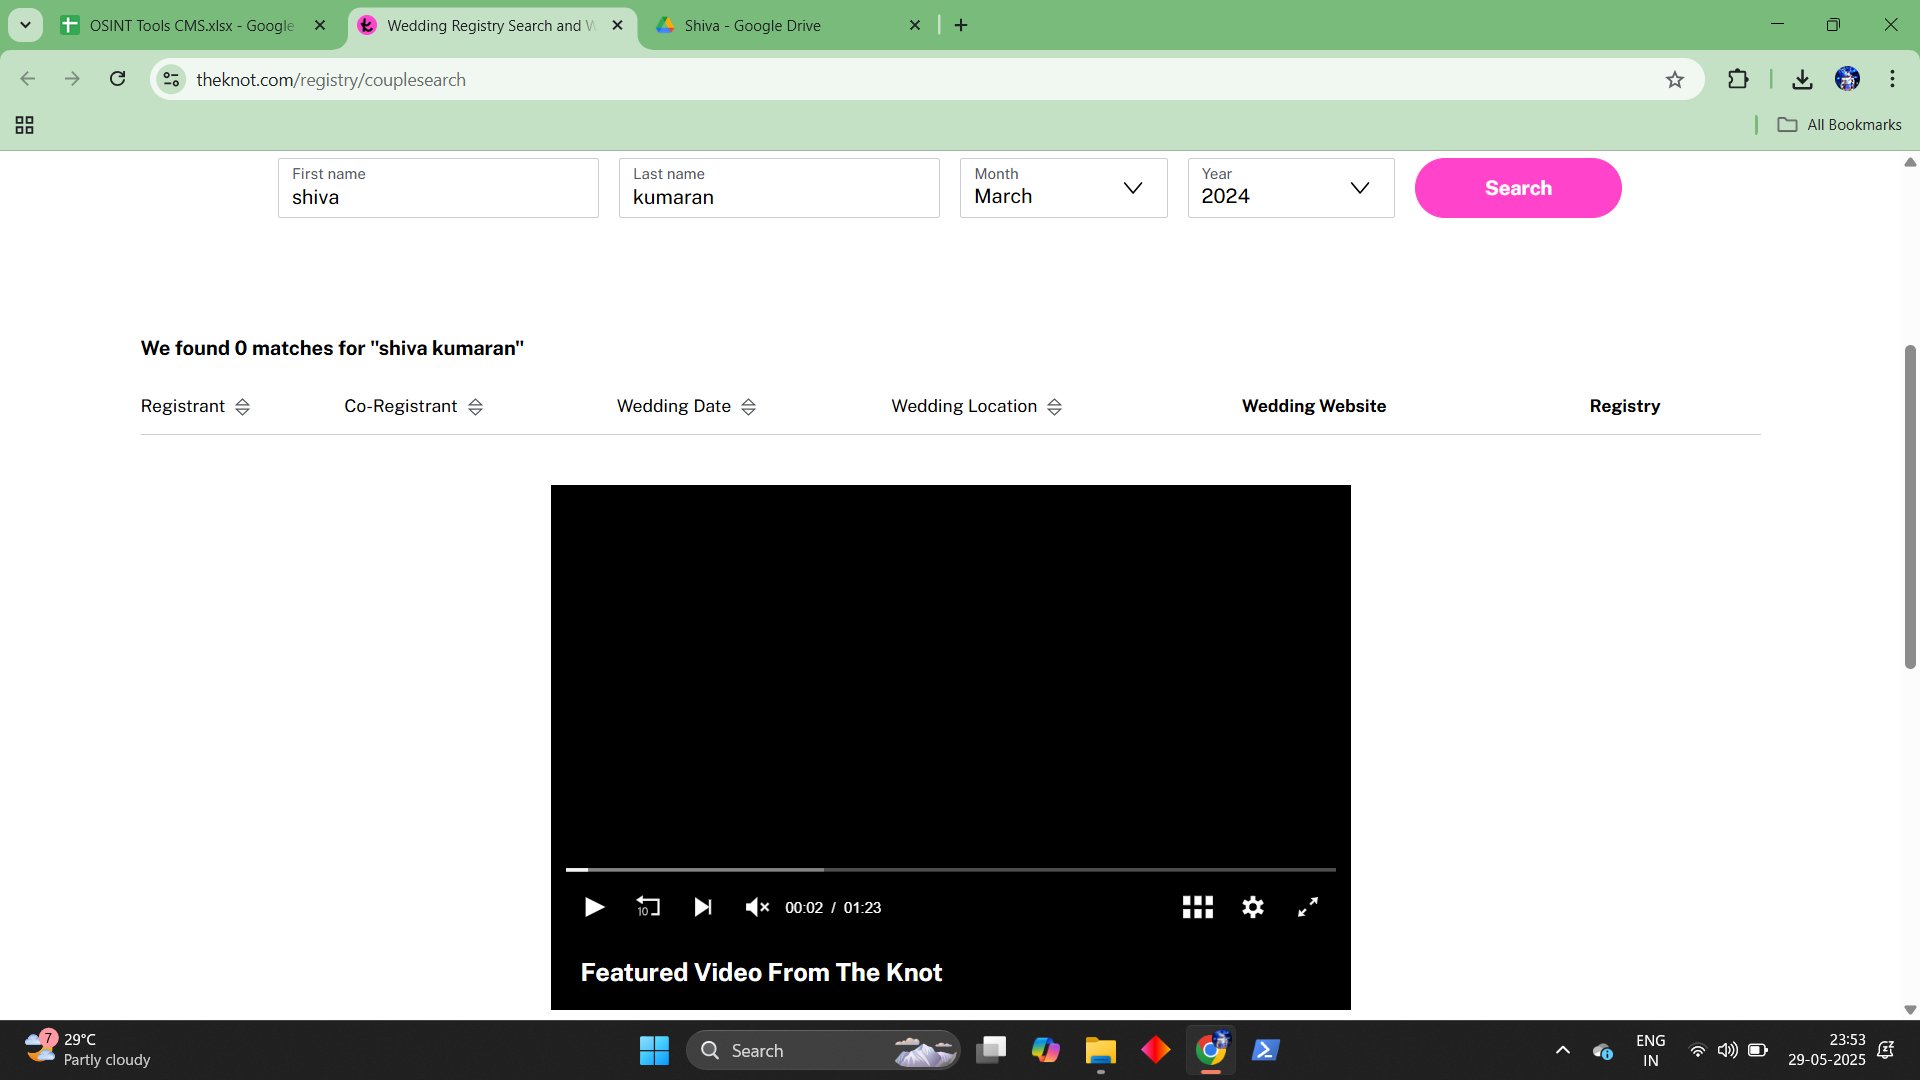 OSINT Tools CMS.xlsx - Google
Wedding Registry Search and W
Shiva - Google Drive
theknot.com/registry/couplesearch
All Bookmarks
First name
shiva
Last name
kumaran
Month
March
Year
2024
Search
We found 0 matches for "shiva kumaran"
Registrant
Co-Registrant
Wedding Date
Wedding Location
Wedding Website
Registry
10
00:02 / 01:23
Featured Video From The Knot
7
29°C
Partly cloudy
Search
ENG
IN
23:53
29-05-2025